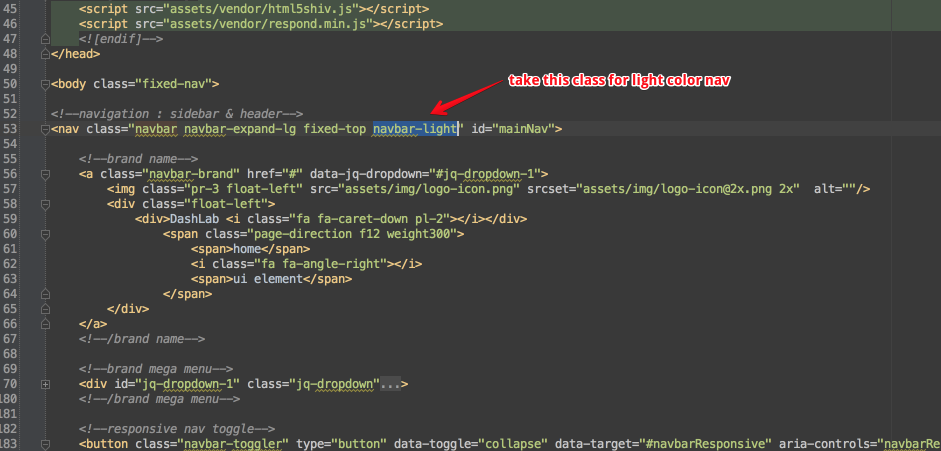 45 <script src="assets/vendor/html5shiv.js"></script>
46 <script src="assets/vendor/respond.min.js"></script>
47 <![endif]-->
48 </head>
49
50 <body class="fixed-nav">
take this class for light color nav
51
52 <!--navigation : sidebar & header-->
53 <nav class="navbar navbar-expand-lg fixed-top navbar-light" id="mainNav">
54
55 <!--brand name-->
56 <a class="navbar-brand" href="#" data-jq-dropdown="#jq-dropdown-1">
57 <img class="pr-3 float-left" src="assets/img/logo-icon.png" srcset="assets/img/logo-icon@2x.png 2x"  alt=""/>
58 <div class="float-left">
59 <div>DashLab <i class="fa fa-caret-down pl-2"></i></div>
60 <span class="page-direction f12 weight300">
61 <span>home</span>
62 <i class="fa fa-angle-right"></i>
63 <span>ui element</span>
64 </span>
65 </div>
66 </a>
67 <!--/brand name-->
68
69 <!--brand mega menu-->
70 <div id="jq-dropdown-1" class="jq-dropdown"...>
180 <!--/brand mega menu-->
181
182 <!--responsive nav toggle-->
183 <button class="navbar-toggler" type="button" data-toggle="collapse" data-target="#navbarResponsive" aria-controls="navbarRe